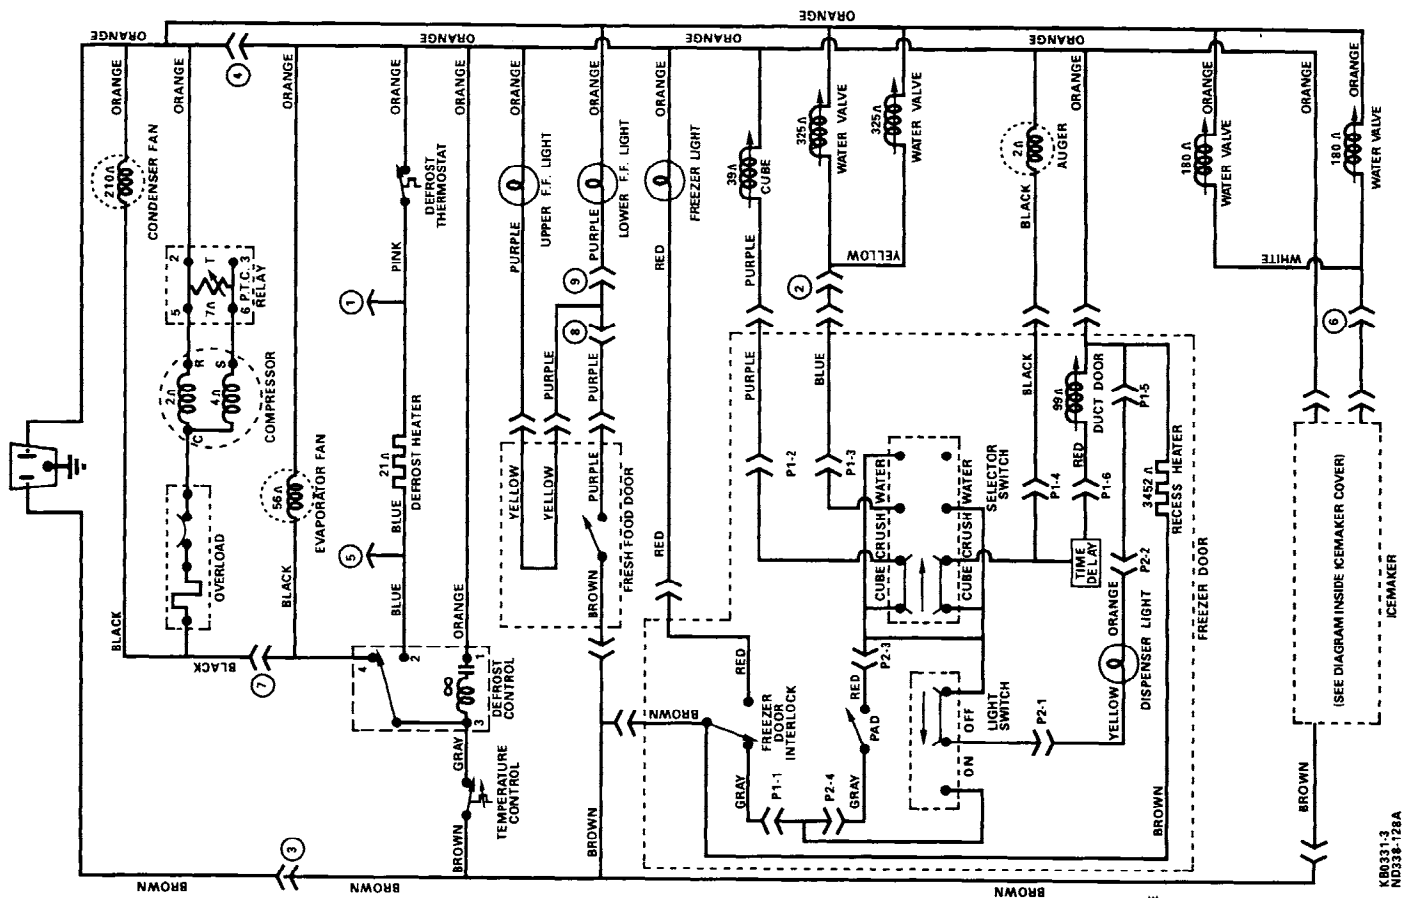 ORANGE
ORANGE
ORANGE
ORANGE
ORANGE
ORANGE
4
ORANGE
ORANGE
ORANGE
ORANGE
ORANGE
ORANGE
ORANGE
ORANGE
ORANGE
ORANGE
ORANGE
ORANGE
ORANGE
ORANGE
210Ω
CONDENSER FAN
2
T
3
5
7Ω
6
P.T.C.
RELAY
R
S
2Ω
4Ω
C
COMPRESSOR
OVERLOAD
BLACK
BLACK
7
56Ω
EVAPORATOR FAN
BLACK
DEFROST
THERMOSTAT
PINK
1
21Ω
DEFROST HEATER
BLUE
5
BLUE
ORANGE
4
2
1
3
8
DEFROST
CONTROL
GRAY
TEMPERATURE
CONTROL
BROWN
3
BROWN
BROWN
BROWN
UPPER F.F. LIGHT
PURPLE
LOWER F.F. LIGHT
PURPLE
9
8
PURPLE
PURPLE
YELLOW
YELLOW
PURPLE
BROWN
FRESH FOOD DOOR
BROWN
FREEZER LIGHT
RED
RED
RED
BROWN
FREEZER
DOOR
INTERLOCK
GRAY
P1-1
P2-4
GRAY
PAD
RED
P2-3
39Ω
CUBE
PURPLE
P1-2
325Ω
WATER VALVE
325Ω
WATER VALVE
YELLOW
2
BLUE
P1-3
CUBE CRUSH WATER
CUBE CRUSH WATER
SELECTOR
SWITCH
ON
OFF
LIGHT
SWITCH
P2-1
2Ω
AUGER
BLACK
BLACK
P1-4
TIME
DELAY
99Ω
DUCT DOOR
RED
P1-6
P1-5
P2-2
ORANGE
DISPENSER LIGHT
YELLOW
3452Ω
RECESS HEATER
BROWN
FREEZER DOOR
180Ω
WATER VALVE
180Ω
WATER VALVE
WHITE
6
(SEE DIAGRAM INSIDE ICEMAKER COVER)
ICEMAKER
BROWN
KB0331-3
ND338-128A